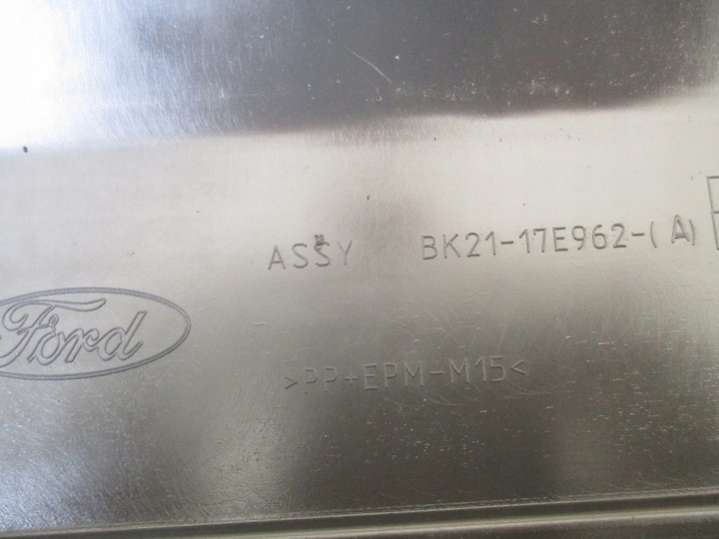 ASSY BK21-17E962-(A)
Ford
>PP+EPM-M15<